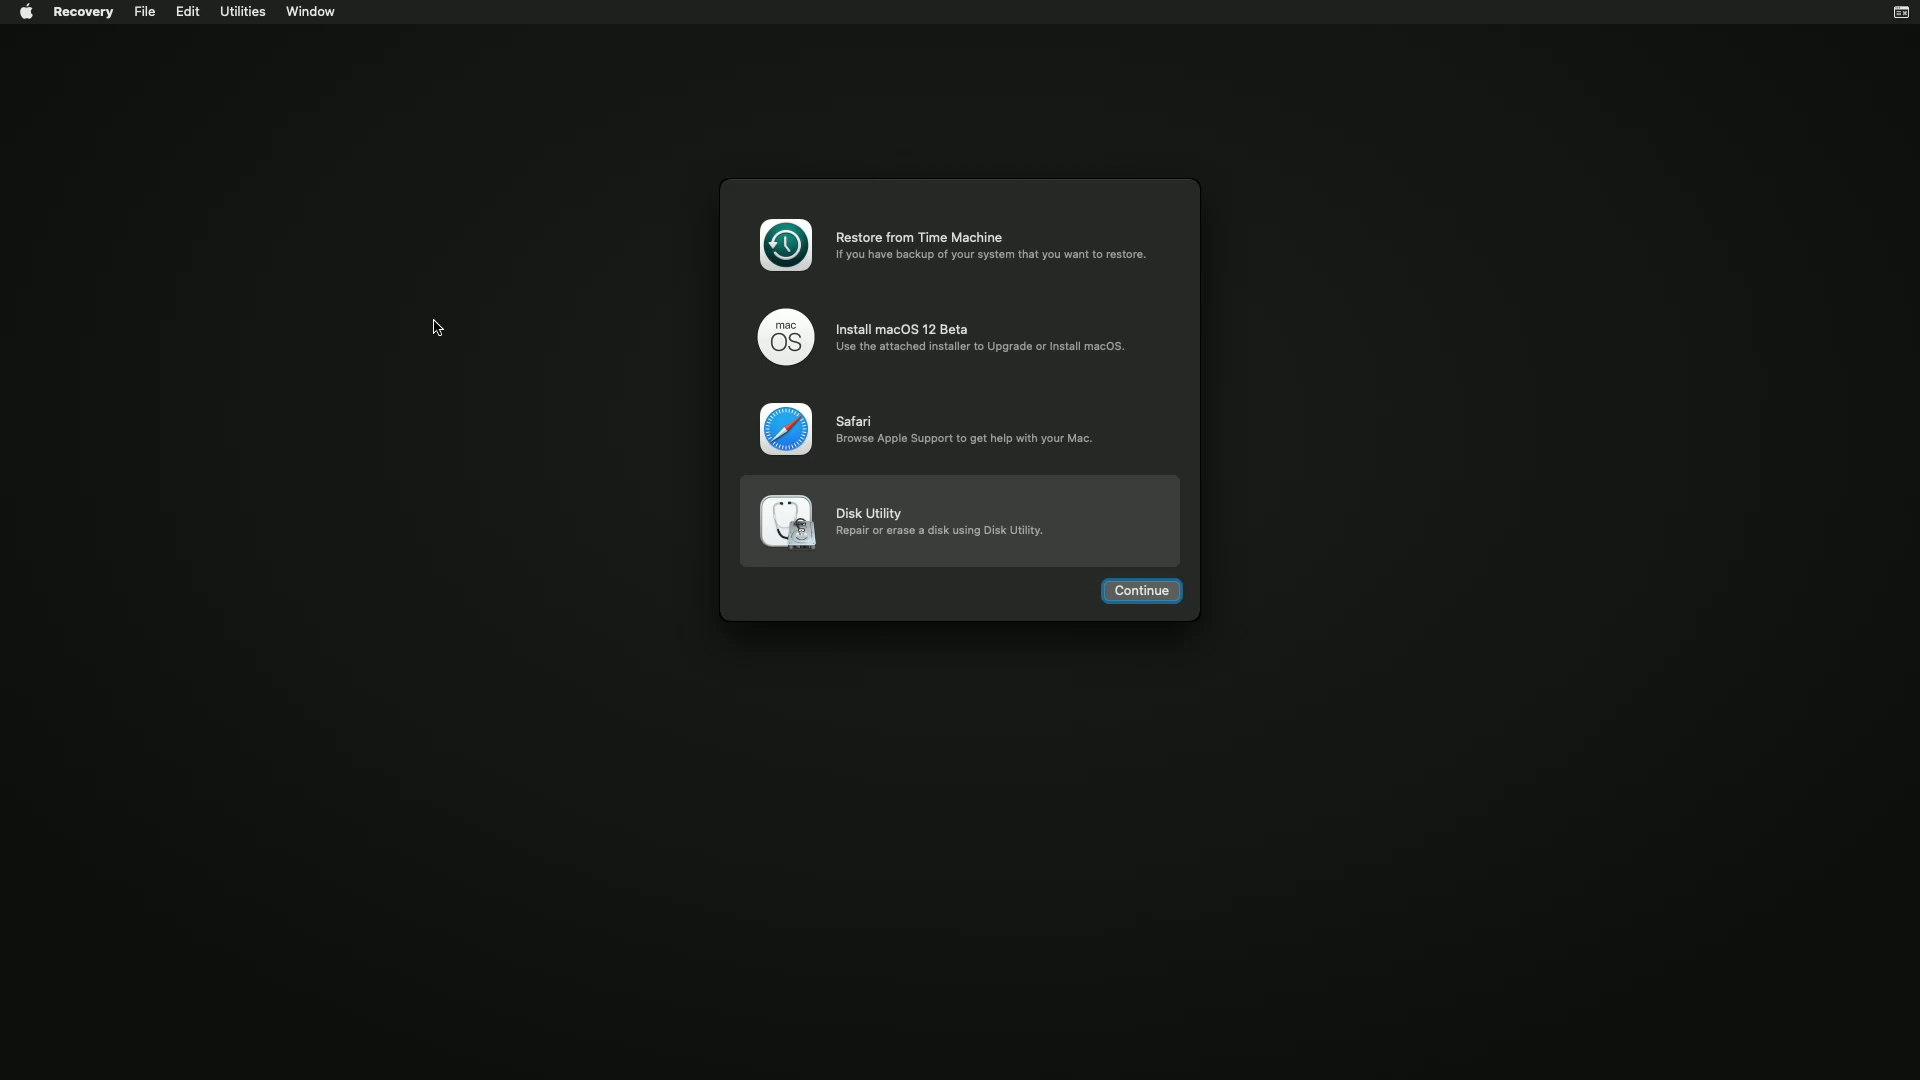 Recovery File Edit Utilities Window
Restore from Time Machine
If you have backup of your system that you want to restore.
mac
OS
Install macOS 12 Beta
Use the attached installer to Upgrade or Install macOS.
Safari
Browse Apple Support to get help with your Mac.
Disk Utility
Repair or erase a disk using Disk Utility.
Continue